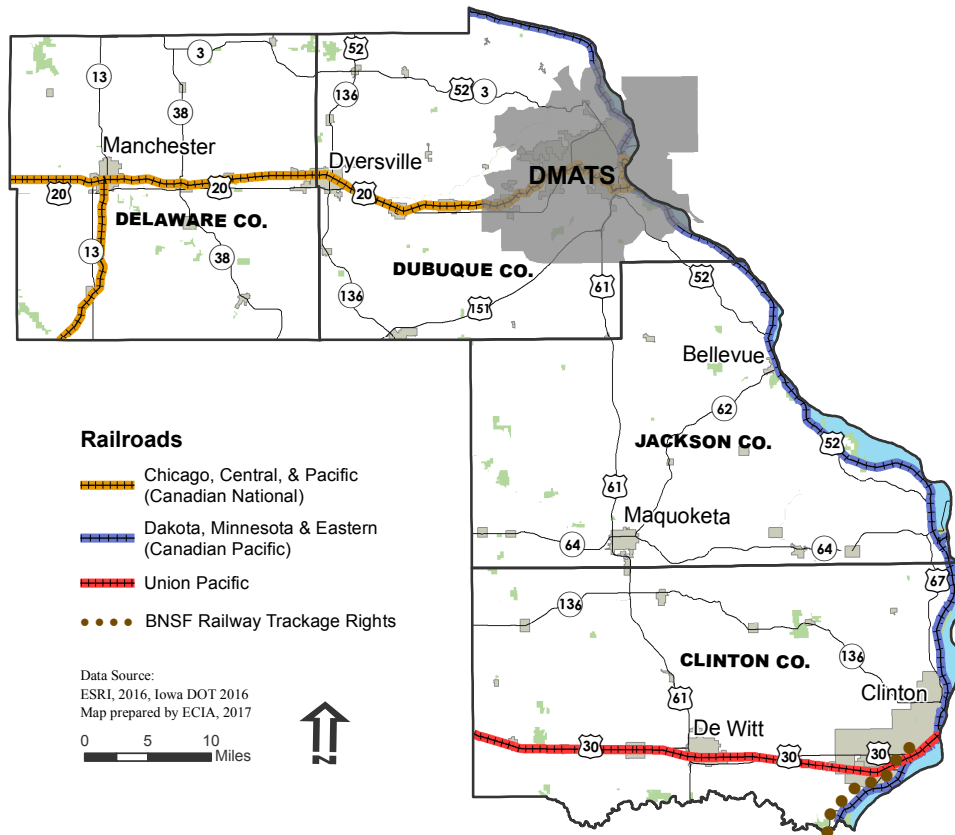 52
3
13
136
52
3
38
Manchester
Dyersville
DMATS
20
20
20
DELAWARE CO.
13
38
DUBUQUE CO.
61
52
136
151
Bellevue
62
Railroads
JACKSON CO.
52
Chicago, Central, & Pacific
(Canadian National)
61
Maquoketa
Dakota, Minnesota & Eastern
(Canadian Pacific)
64
64
Union Pacific
67
136
BNSF Railway Trackage Rights
136
CLINTON CO.
Data Source:
ESRI, 2016, Iowa DOT 2016
Map prepared by ECIA, 2017
Clinton
61
De Witt
0 5 10
Miles
N
30
30
30